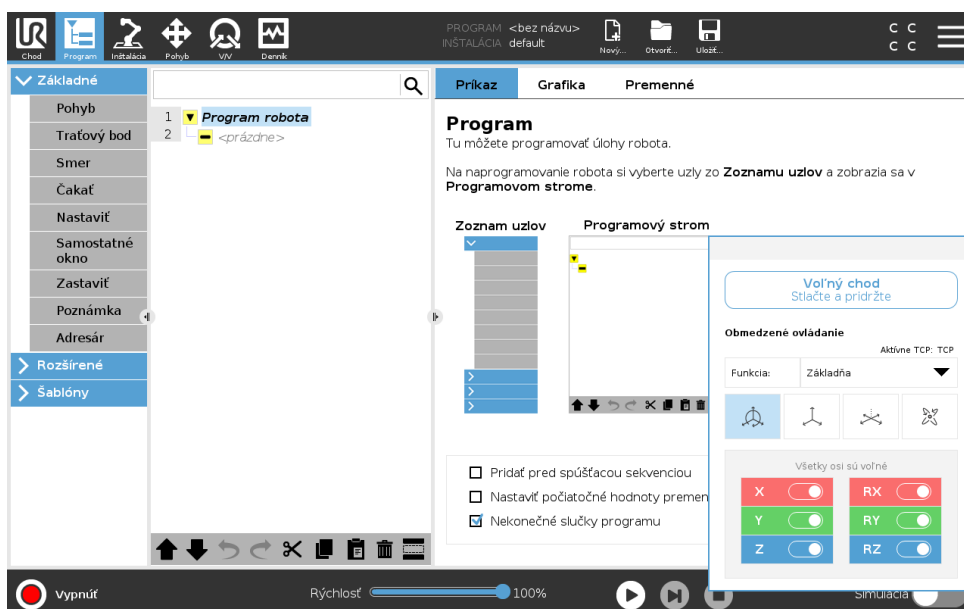 UR
PROGRAM <bez názvu>
INŠTALÁCIA default
C C
C C
Chod Program Inštalácia Pohyb V/V Denník Nový... Otvoriť... Uložiť...
Základné
Pohyb
Traťový bod
Smer
Čakať
Nastaviť
Samostatné
okno
Zastaviť
Poznámka
Adresár
Rozšírené
Šablóny
1 Program robota
2 <prázdne>
Príkaz Grafika Premenné
Program
Tu môžete programovať úlohy robota.
Na naprogramovanie robota si vyberte uzly zo Zoznamu uzlov a zobrazia sa v
Programovom strome.
Zoznam uzlov Programový strom
Pridať pred spúšťacou sekvenciou
Nastaviť počiatočné hodnoty premen
Nekonečné slučky programu
Voľný chod
Stlačte a pridržte
Obmedzené ovládanie
Aktívne TCP: TCP
Funkcia: Základňa
Všetky osi sú voľné
X RX
Y RY
Z RZ
Vypnúť Rýchlosť 100% Simulácia